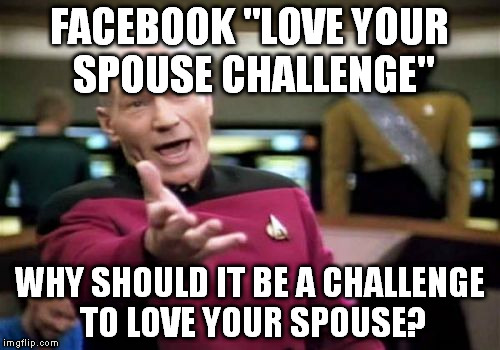 FACEBOOK "LOVE YOUR
SPOUSE CHALLENGE"
WHY SHOULD IT BE A CHALLENGE
TO LOVE YOUR SPOUSE?
imgflip.com